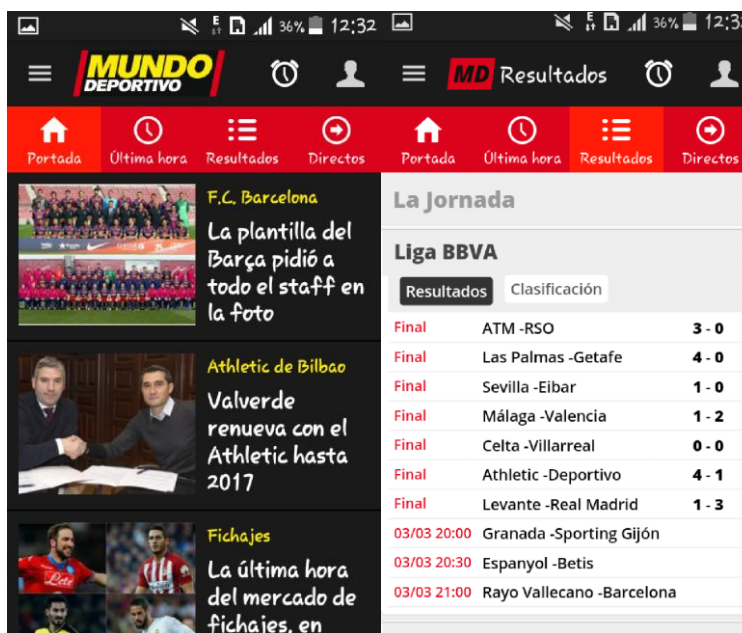 36% 12:32
MUNDO
DEPORTIVO
Portada Última hora Resultados Directos
F.C. Barcelona
La plantilla del
Barça pidió a
todo el staff en
la foto
Athletic de Bilbao
Valverde
renueva con el
Athletic hasta
2017
Fichajes
La última hora
del mercado de
fichajes, en
36% 12:3
MD Resultados
Portada Última hora Resultados Directos
La Jornada
Liga BBVA
Resultados Clasificación
Final ATM -RSO 3 - 0
Final Las Palmas -Getafe 4 - 0
Final Sevilla -Eibar 1 - 0
Final Málaga -Valencia 1 - 2
Final Celta -Villarreal 0 - 0
Final Athletic -Deportivo 4 - 1
Final Levante -Real Madrid 1 - 3
03/03 20:00 Granada -Sporting Gijón
03/03 20:30 Espanyol -Betis
03/03 21:00 Rayo Vallecano -Barcelona